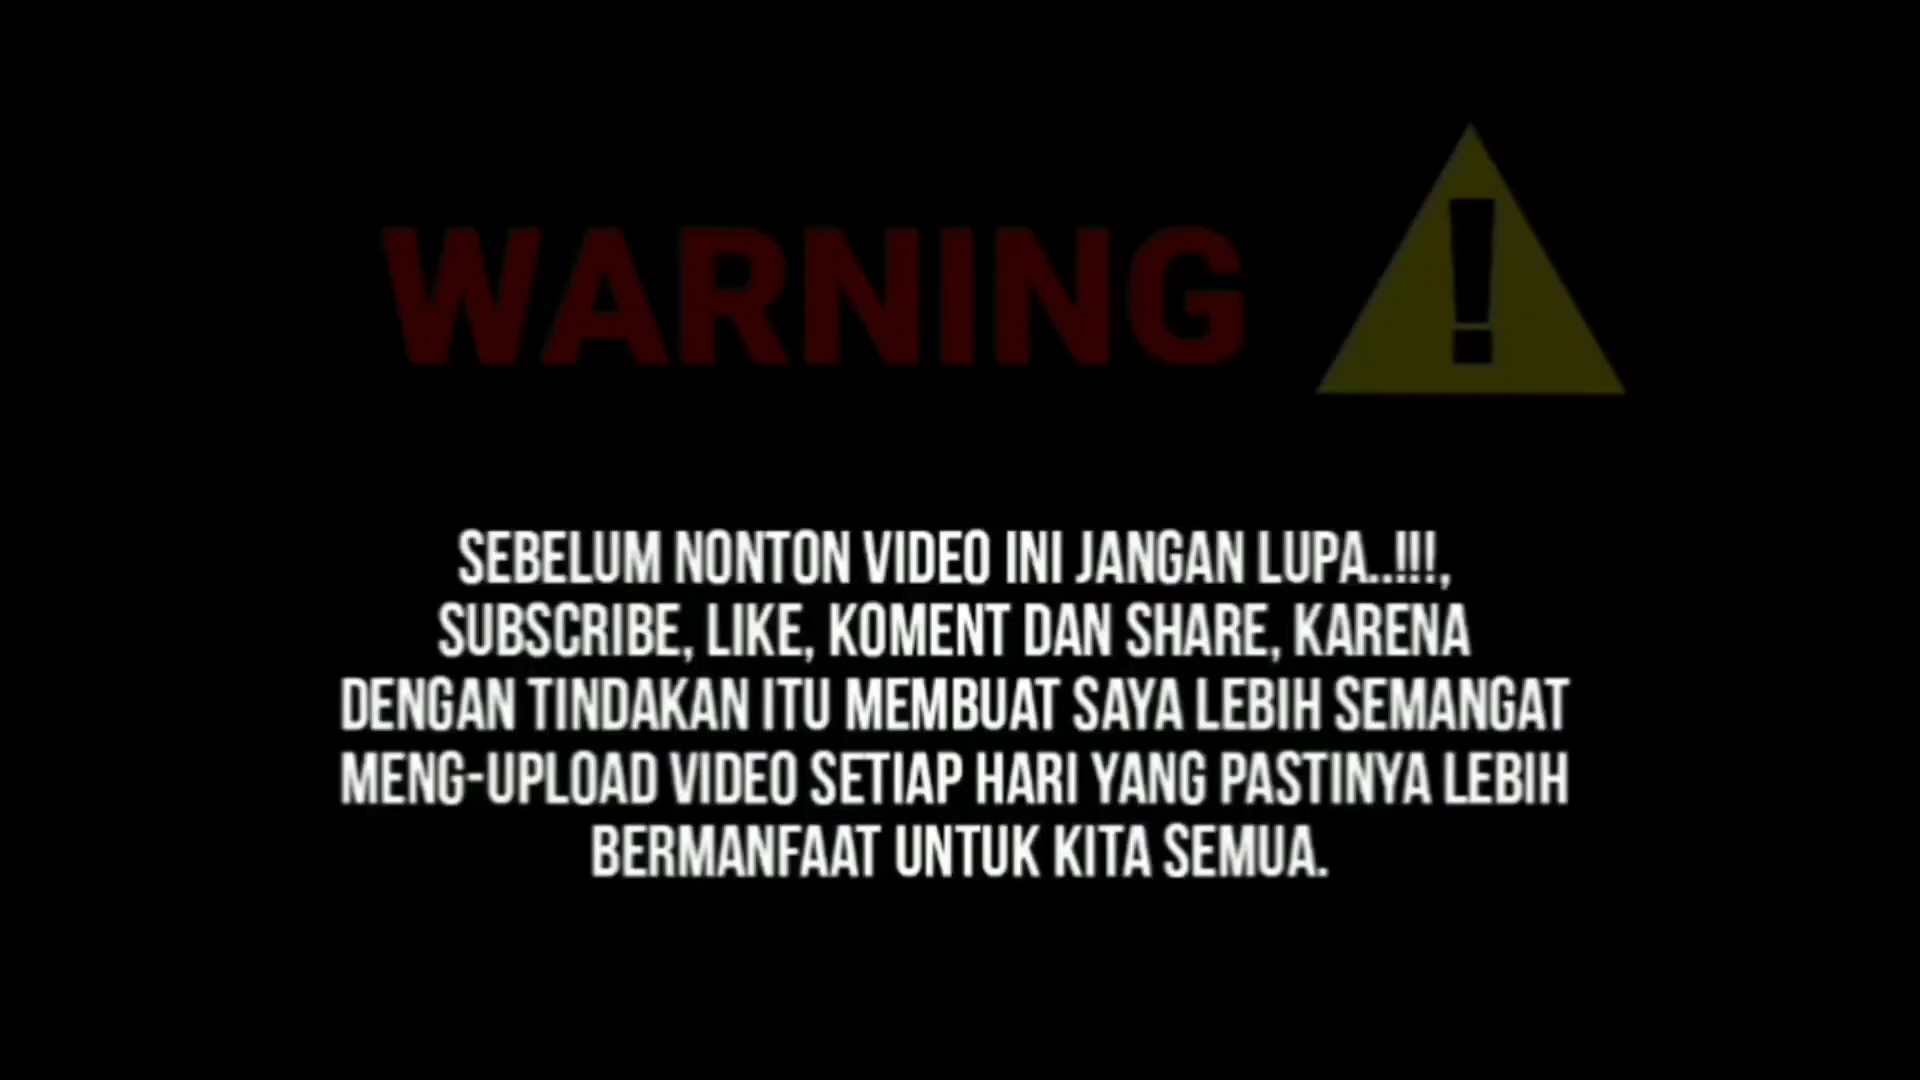 WARNING !
SEBELUM NONTON VIDEO INI JANGAN LUPA..!!!,
SUBSCRIBE, LIKE, KOMENT DAN SHARE, KARENA
DENGAN TINDAKAN ITU MEMBUAT SAYA LEBIH SEMANGAT
MENG-UPLOAD VIDEO SETIAP HARI YANG PASTINYA LEBIH
BERMANFAAT UNTUK KITA SEMUA.